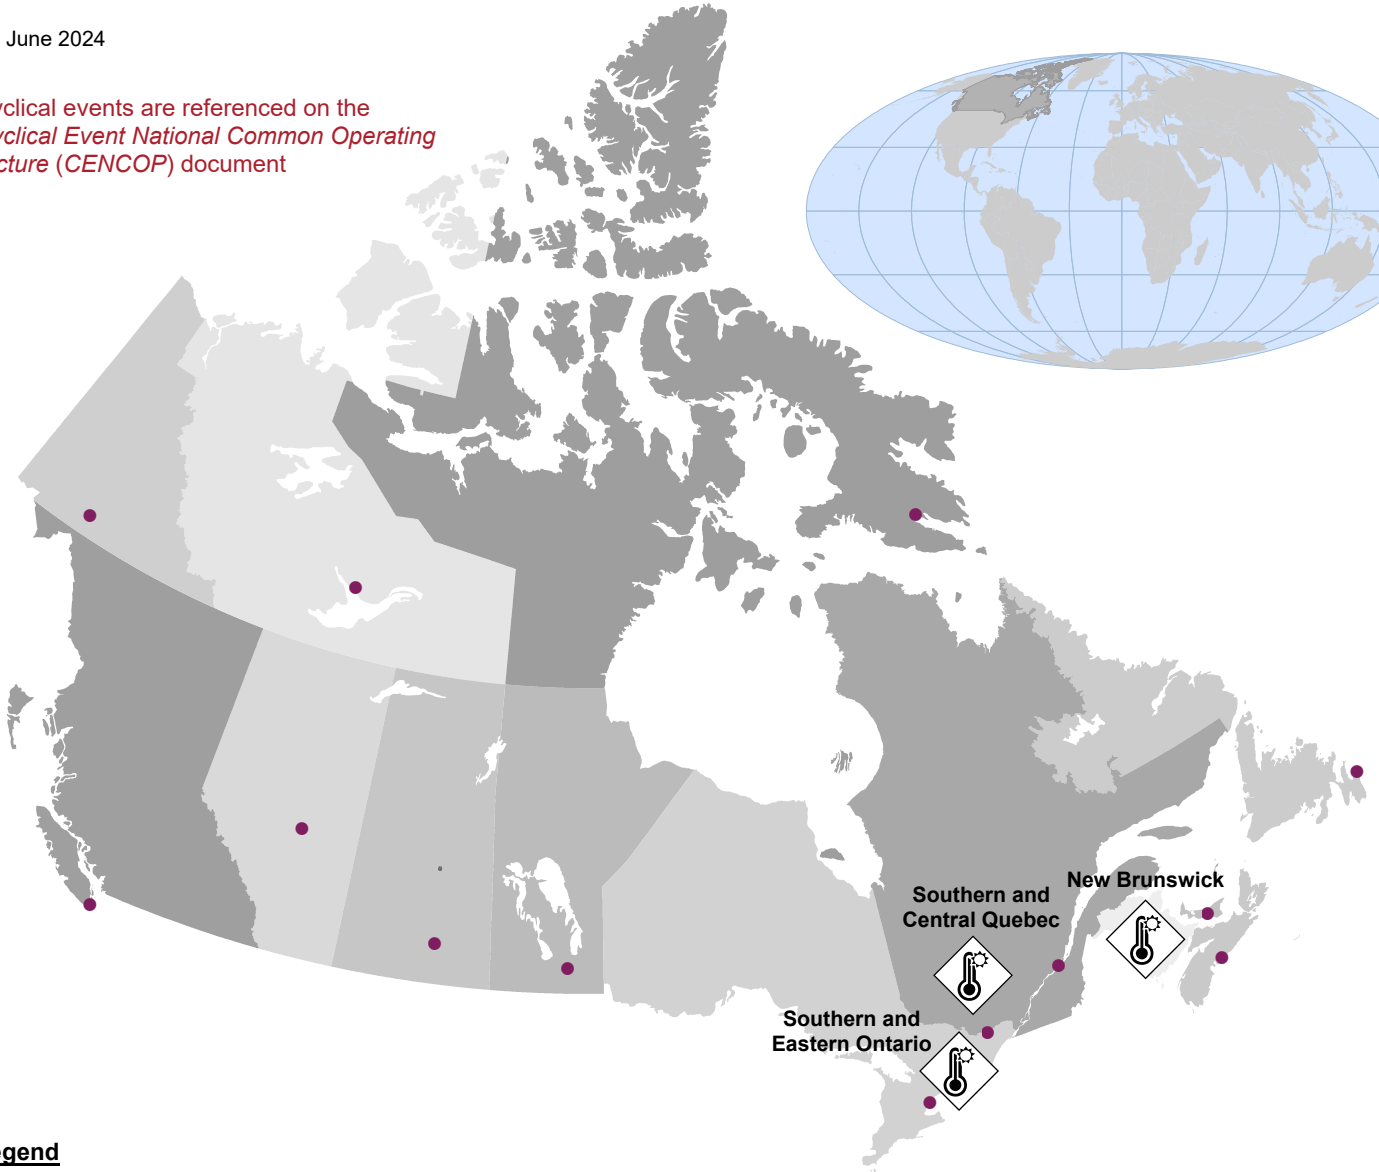 June 2024
yclical events are referenced on the
yclical Event National Common Operating
cture (CENCOP) document
New Brunswick
Southern and
Central Quebec
Southern and
Eastern Ontario
gend